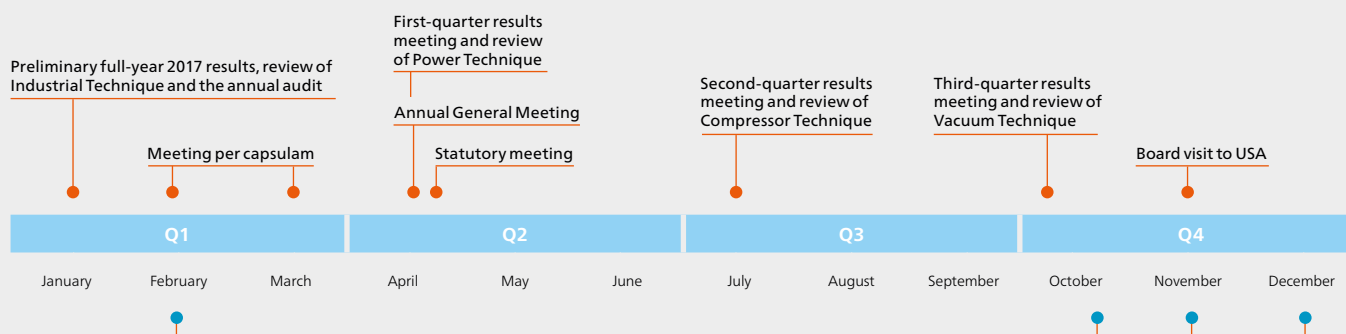 First-quarter results
meeting and review
of Power Technique
Preliminary full-year 2017 results, review of
Industrial Technique and the annual audit
Second-quarter results
meeting and review of
Compressor Technique
Third-quarter results
meeting and review of
Vacuum Technique
Annual General Meeting
Meeting per capsulam
Statutory meeting
Board visit to USA
Q1 Q2 Q3 Q4
January February March April May June July August September October November December